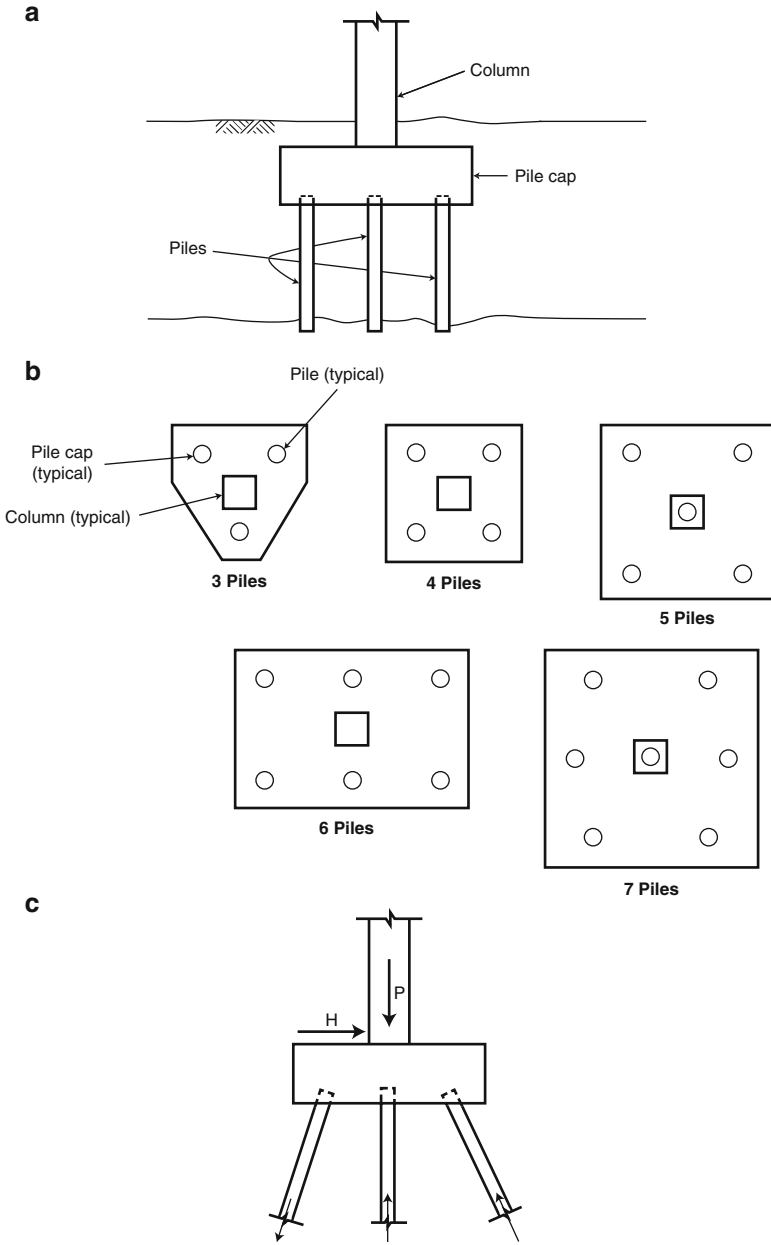 a
Column
Pile cap
Piles
b
Pile (typical)
Pile cap
(typical)
Column (typical)
3 Piles
4 Piles
5 Piles
6 Piles
7 Piles
c
P
H